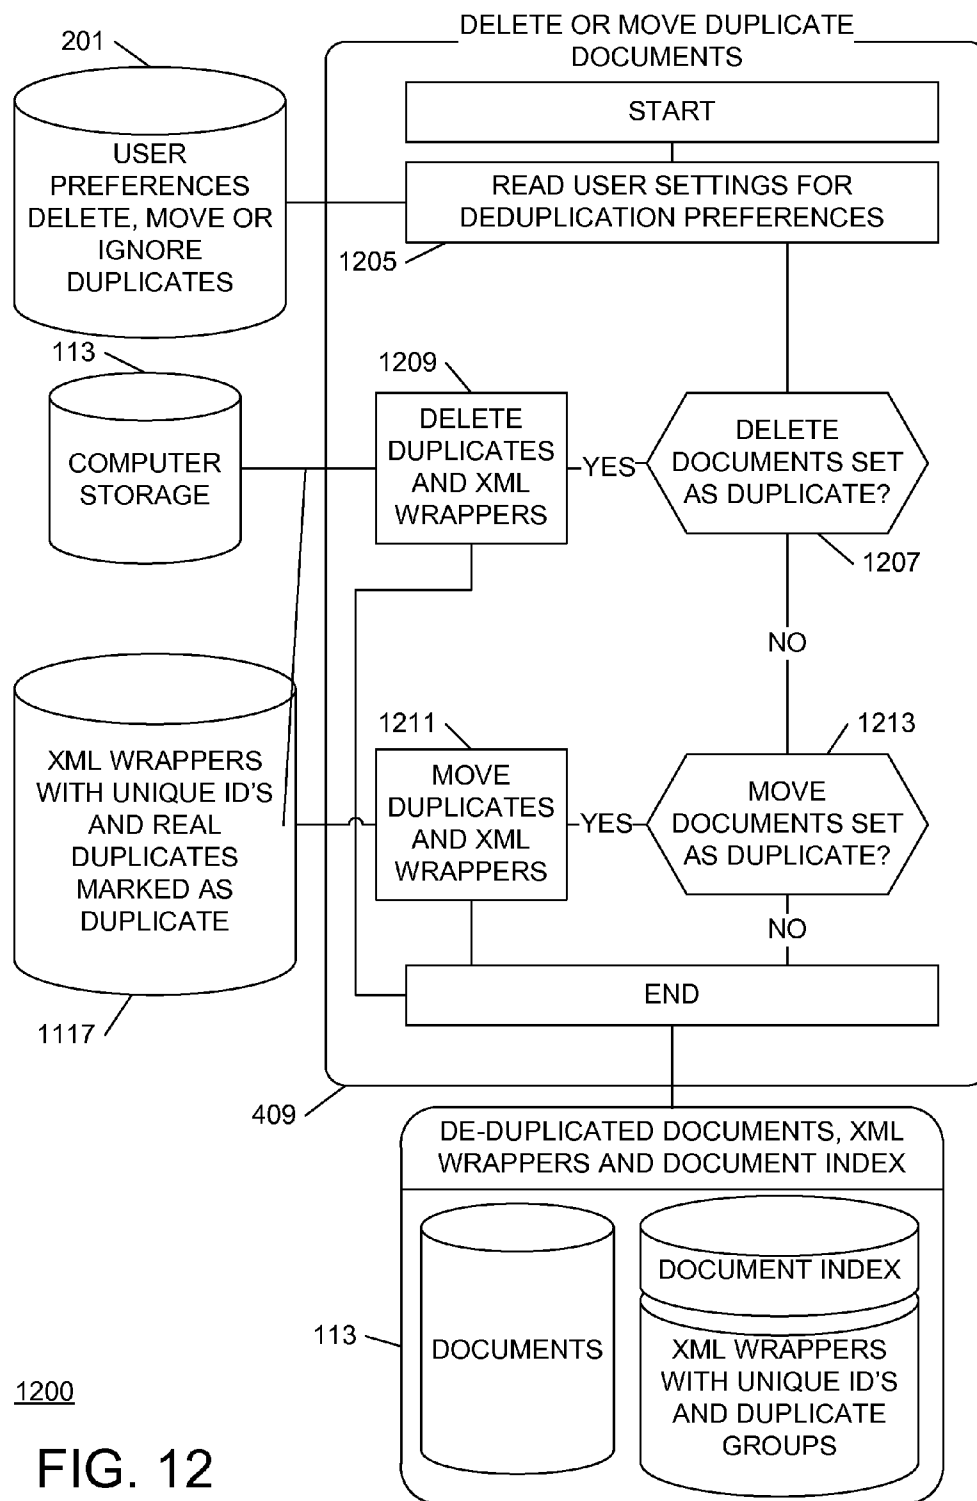 DELETE OR MOVE DUPLICATE
DOCUMENTS
201
START
USER
PREFERENCES
DELETE, MOVE OR
IGNORE
DUPLICATES
READ USER SETTINGS FOR
DEDUPLICATION PREFERENCES
1205
113
1209
COMPUTER
STORAGE
DELETE
DUPLICATES
AND XML
WRAPPERS
YES
DELETE
DOCUMENTS SET
AS DUPLICATE?
1207
NO
1211
1213
XML WRAPPERS
WITH UNIQUE ID'S
AND REAL
DUPLICATES
MARKED AS
DUPLICATE
MOVE
DUPLICATES
AND XML
WRAPPERS
YES
MOVE
DOCUMENTS SET
AS DUPLICATE?
NO
END
1117
409
DE-DUPLICATED DOCUMENTS, XML
WRAPPERS AND DOCUMENT INDEX
DOCUMENT INDEX
113
DOCUMENTS
XML WRAPPERS
WITH UNIQUE ID'S
AND DUPLICATE
GROUPS
1200
FIG. 12